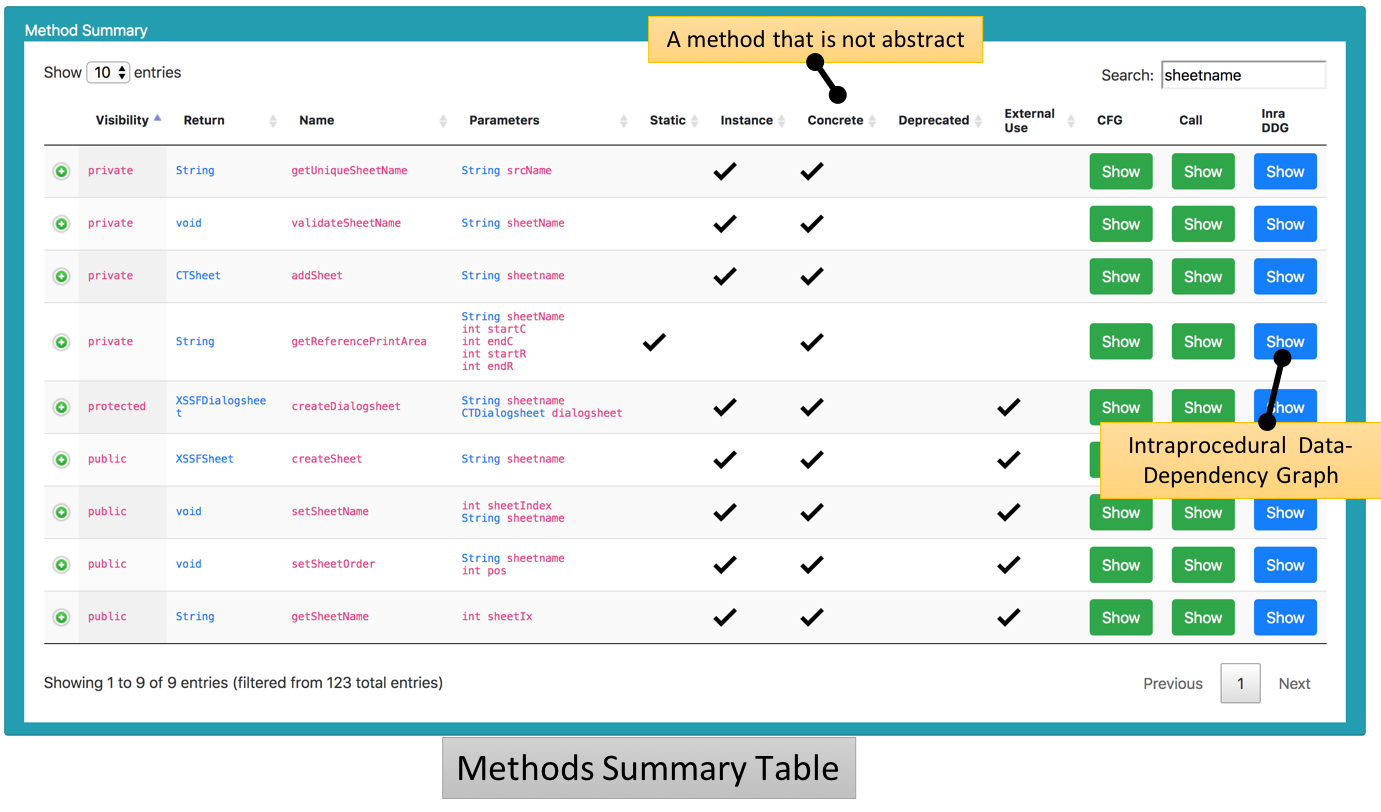 Method Summary
A method that is not abstract
Show 10 entries
Search: sheetname
Visibility Return Name Parameters Static Instance Concrete Deprecated External Use CFG Call Inra DDG
private String getUniqueSheetName String srcName Show Show Show
private void validateSheetName String sheetName Show Show Show
private CTSheet addSheet String sheetname Show Show Show
private String getReferencePrintArea String sheetName Show Show Show
int startC
int endC
int startR
int endR
protected XSSFDialogshee createDialogsheet String sheetname Show Show Show
t CTDialogsheet dialogsheet
public XSSFSheet createSheet String sheetname
Intraprocedural Data-
Dependency Graph
public void setSheetName int sheetIndex Show Show Show
String sheetname
public void setSheetOrder String sheetname Show Show Show
int pos
public String getSheetName int sheetIx Show Show Show
Showing 1 to 9 of 9 entries (filtered from 123 total entries)
Previous 1 Next
Methods Summary Table